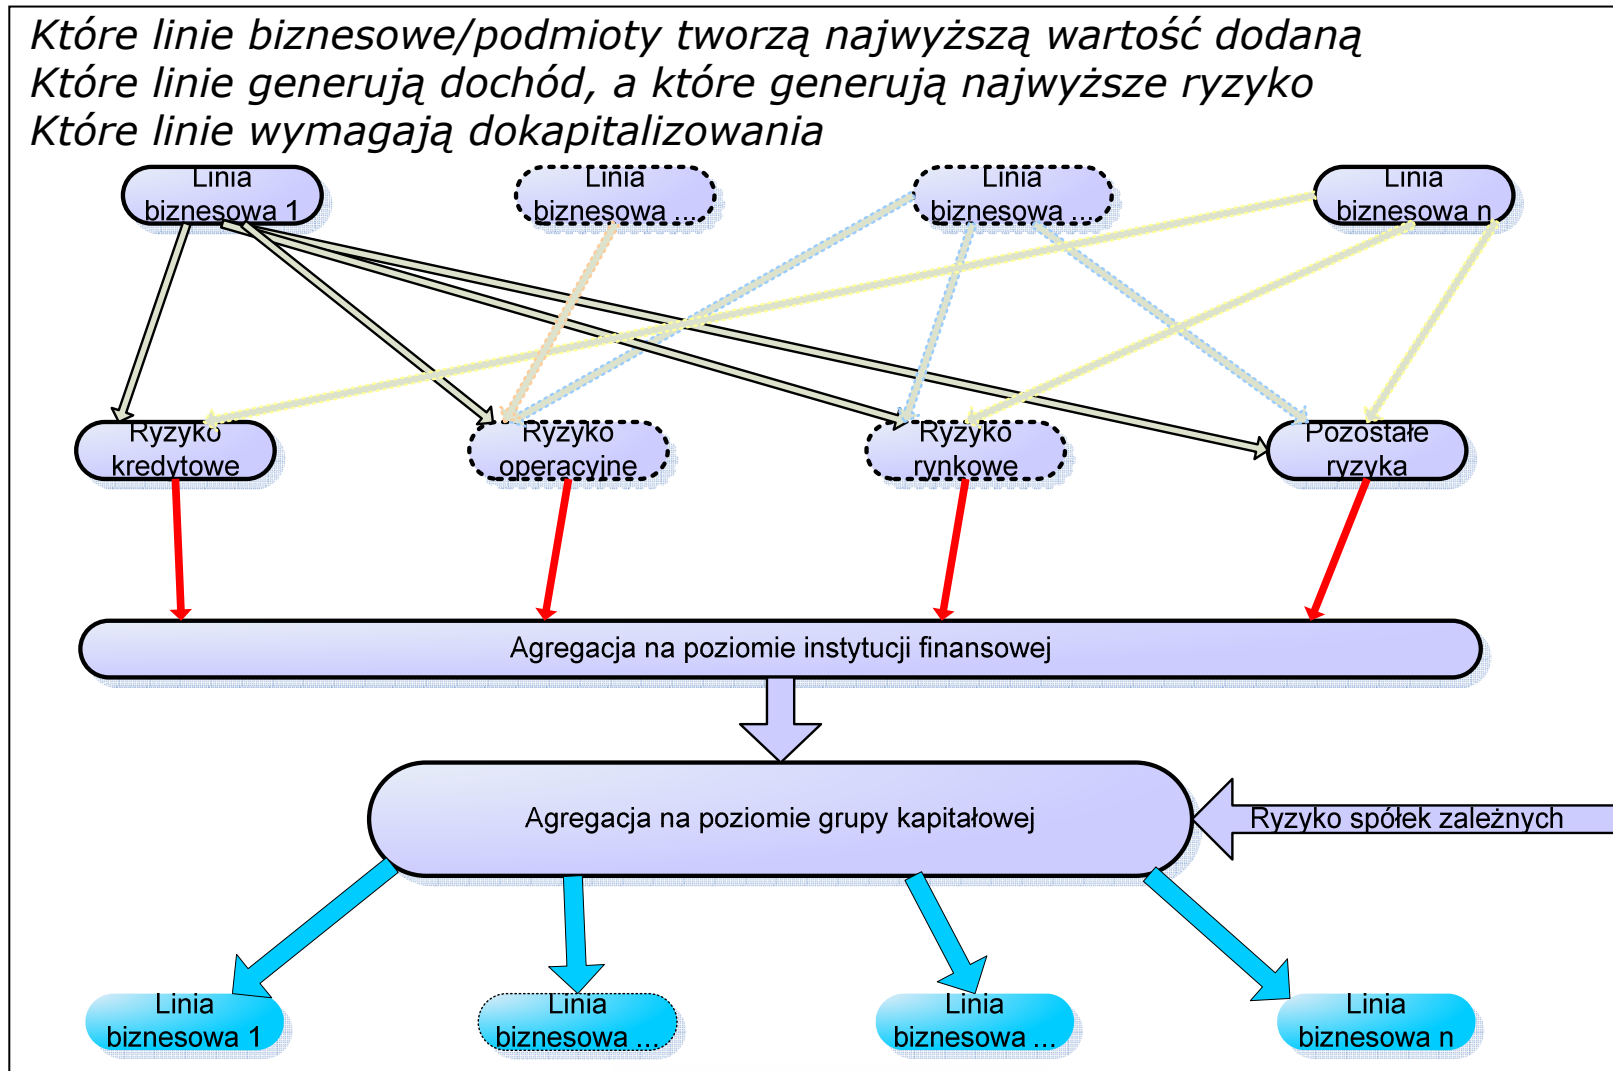 Które linie biznesowe/podmioty tworzą najwyższą wartość dodaną
Które linie generują dochód, a które generują najwyższe ryzyko
Które linie wymagają dokapitalizowania
Linia
biznesowa 1
Linia
biznesowa ...
Linia
biznesowa ...
Linia
biznesowa n
Ryzyko
kredytowe
Ryzyko
operacyjne
Ryzyko
rynkowe
Pozostałe
ryzyka
Agregacja na poziomie instytucji finansowej
Agregacja na poziomie grupy kapitałowej
Ryzyko spółek zależnych
Linia
biznesowa 1
Linia
biznesowa ...
Linia
biznesowa ...
Linia
biznesowa n